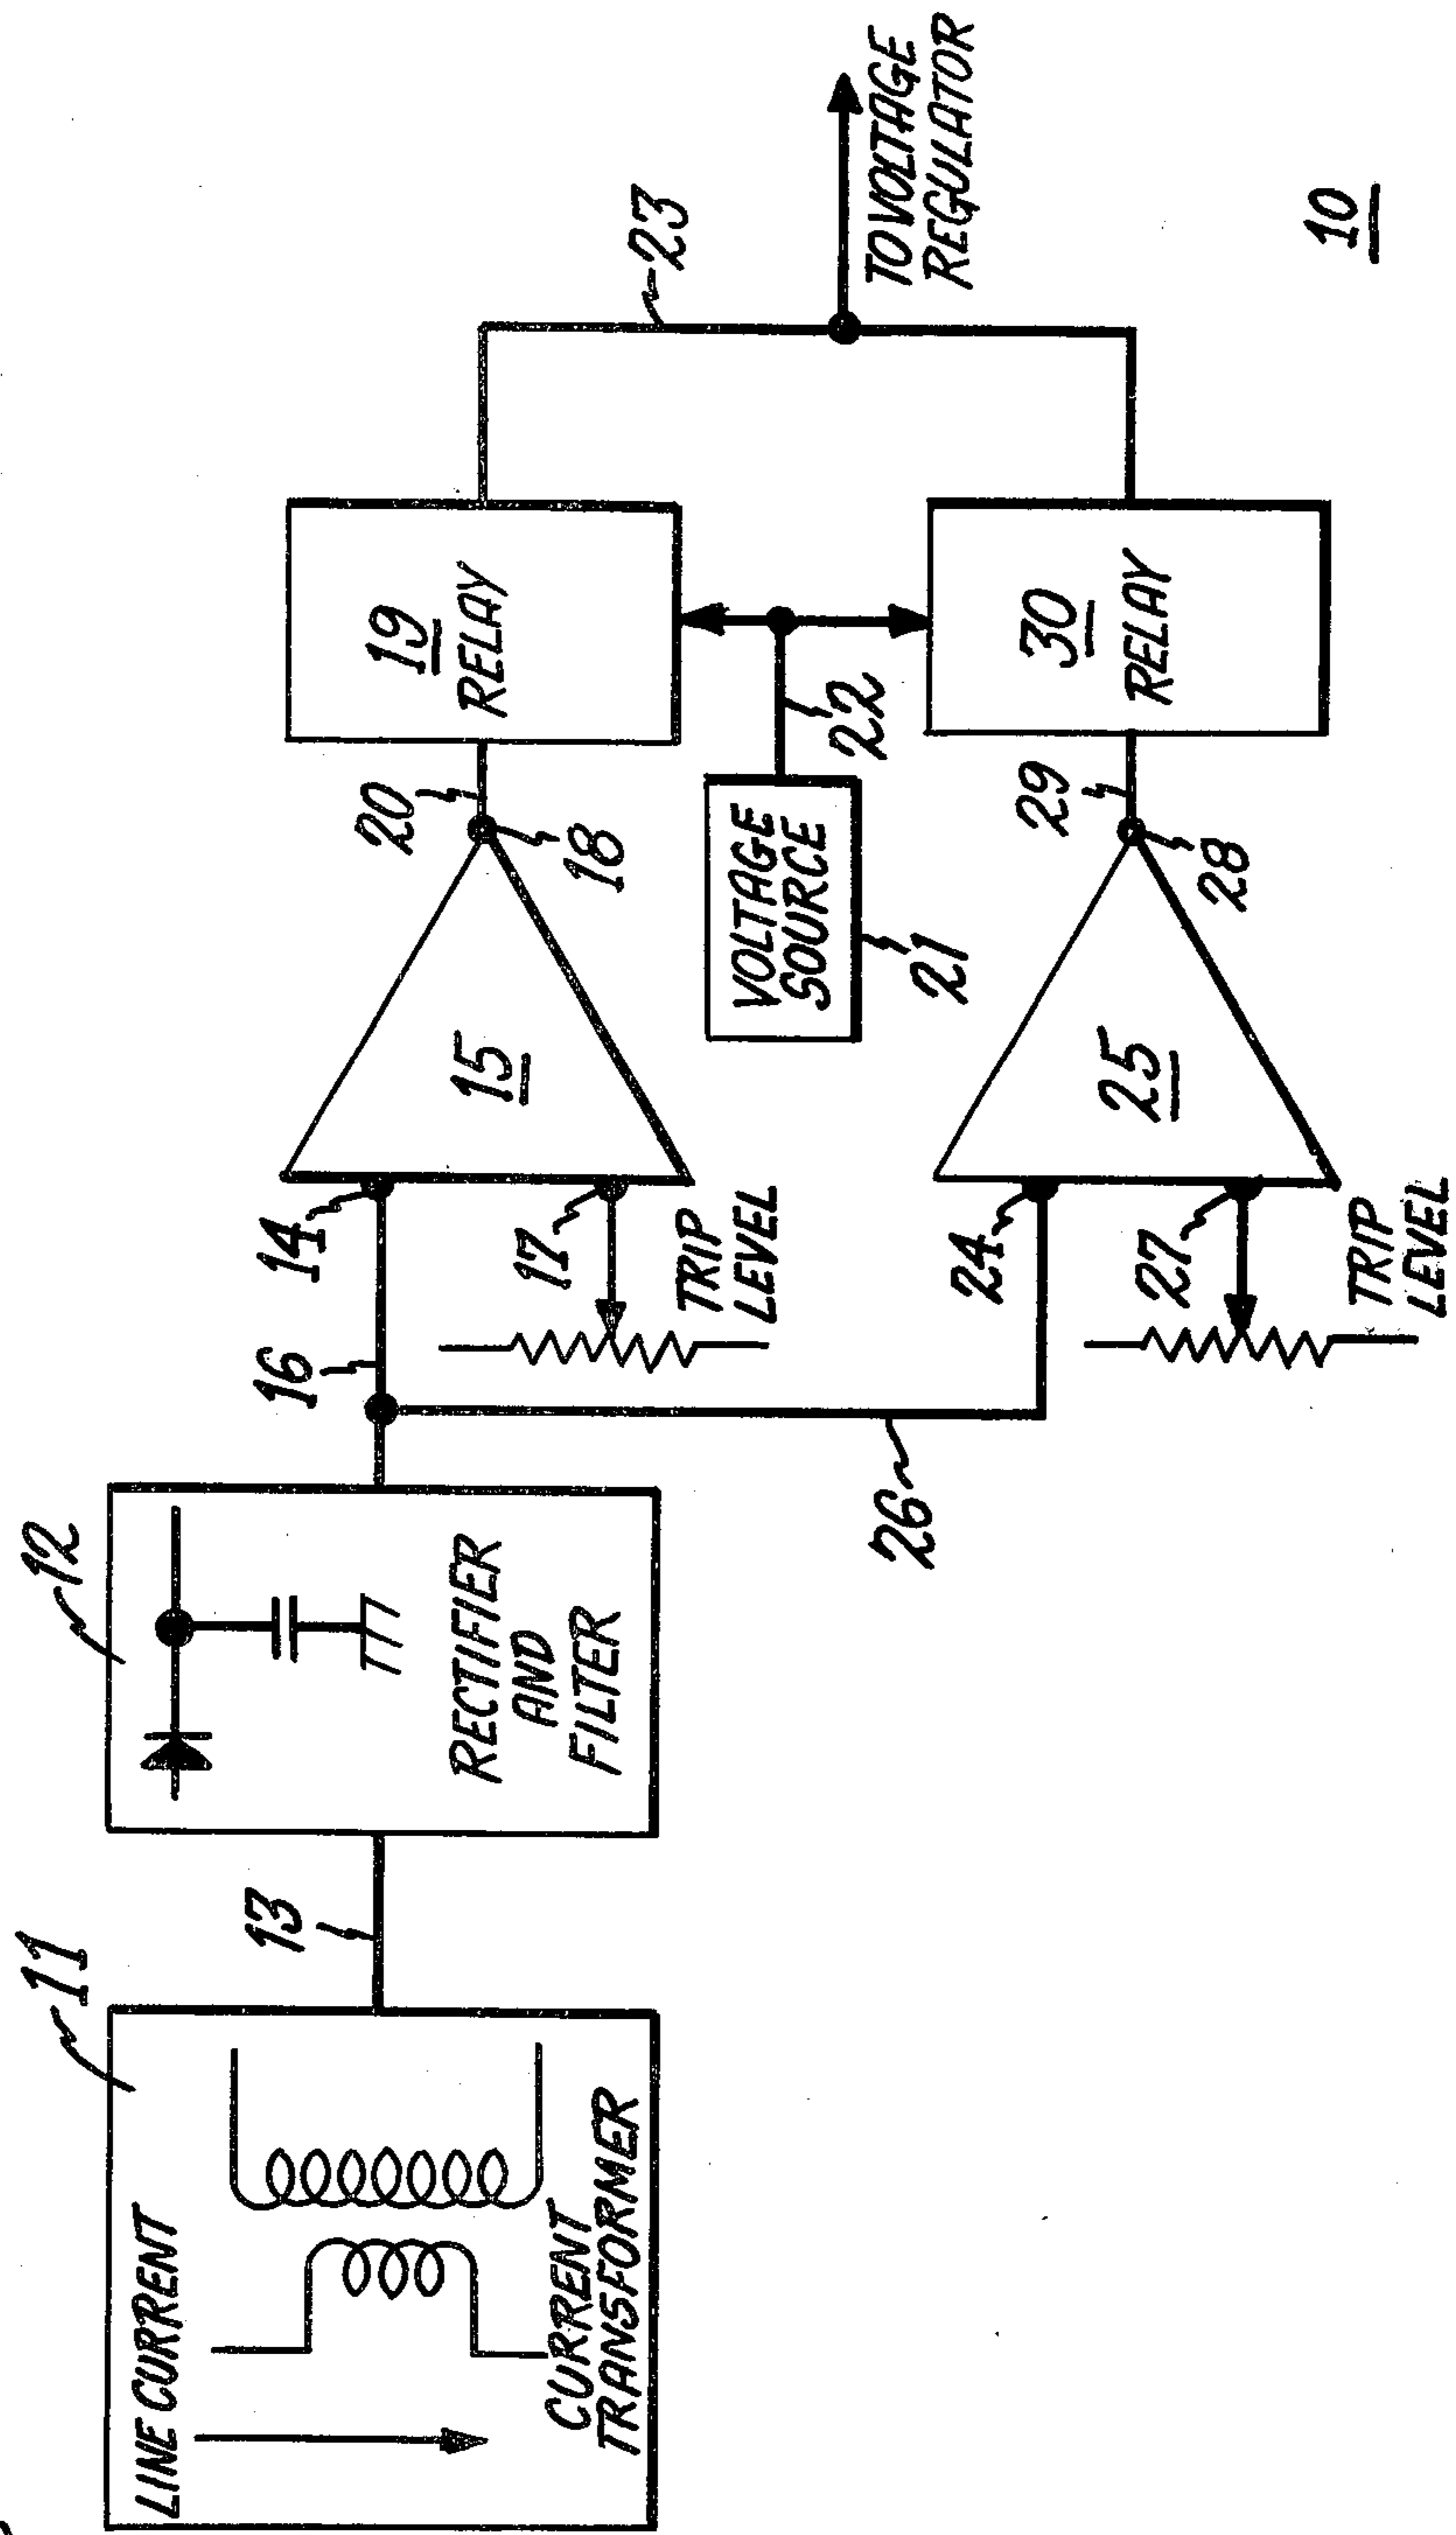 11
LINE CURRENT
CURRENT
TRANSFORMER
13
12
RECTIFIER
AND
FILTER
16
14
17
TRIP
LEVEL
15
20
18
19
RELAY
26
24
27
TRIP
LEVEL
25
VOLTAGE
SOURCE
21
22
29
28
30
RELAY
23
TO VOLTAGE
REGULATOR
10